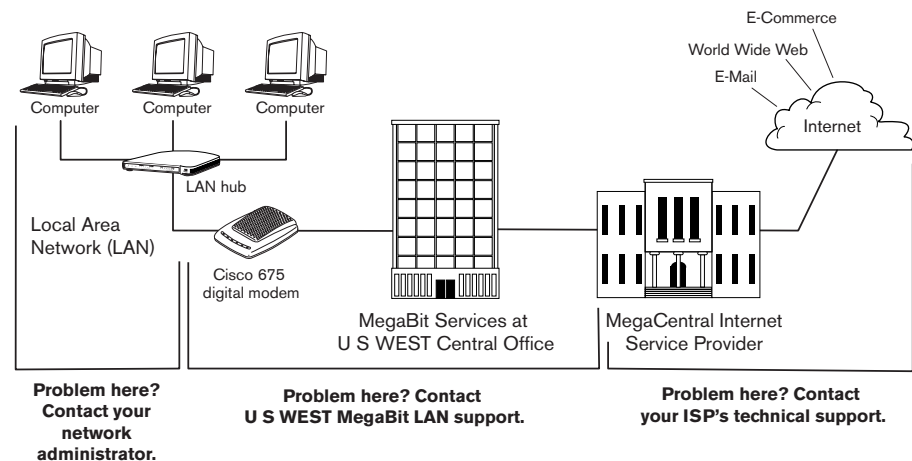 E-Commerce
World Wide Web
E-Mail
Internet
Computer
Computer
Computer
LAN hub
Local Area
Network (LAN)
Cisco 675
digital modem
MegaBit Services at
U S WEST Central Office
MegaCentral Internet
Service Provider
Problem here?
Contact your
network
administrator.
Problem here? Contact
U S WEST MegaBit LAN support.
Problem here? Contact
your ISP’s technical support.